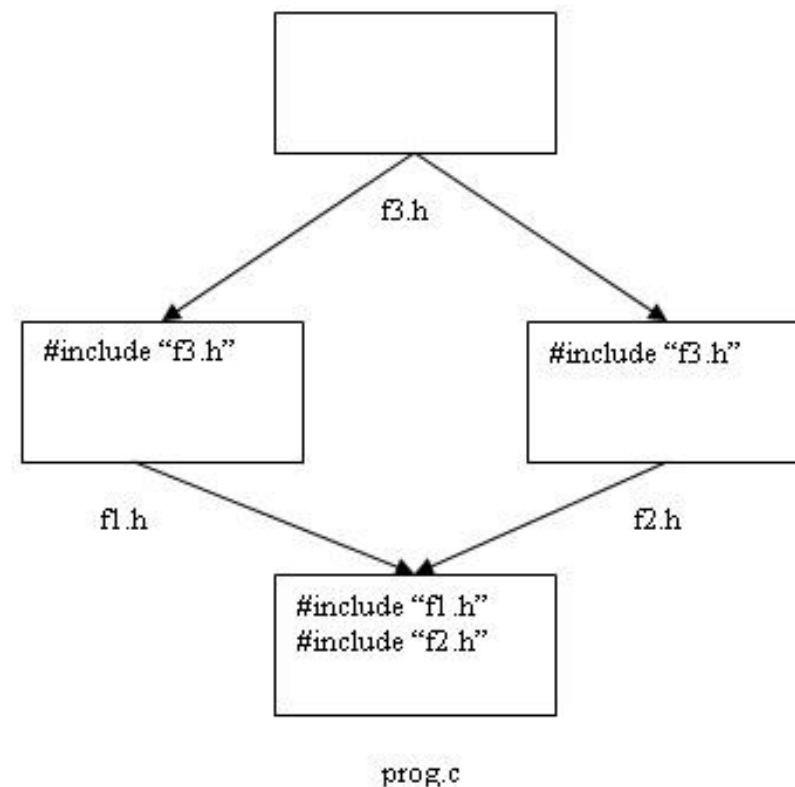 f3.h
#include “f3.h”
#include “f3.h”
f1.h
f2.h
#include “f1.h”
#include “f2.h”
prog.c